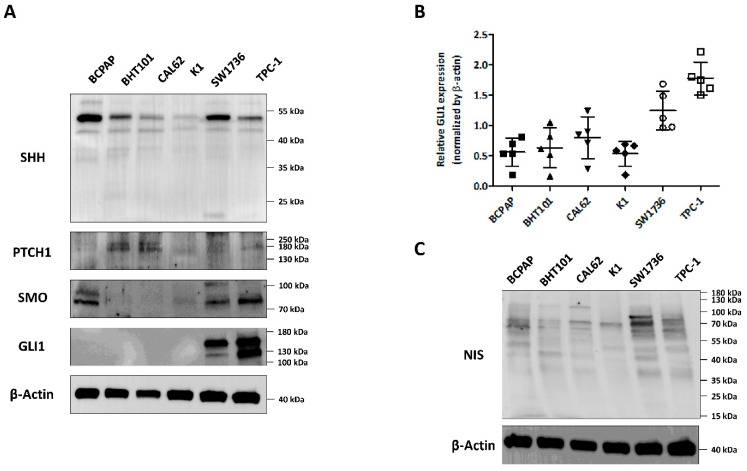 A
BCPAP
BHT101
CAL62
K1
SW1736
TPC-1
SHH
55 kDa
40 kDa
35 kDa
25 kDa
PTCH1
250 kDa
180 kDa
130 kDa
SMO
100 kDa
70 kDa
GLI1
180 kDa
130 kDa
100 kDa
β-Actin
40 kDa
B
Relative GLI1 expression
(normalized by β-actin)
2.5
2.0
1.5
1.0
0.5
0.0
BCPAP
BHT101
CAL62
K1
SW1736
TPC-1
C
BCPAP
BHT101
CAL62
K1
SW1736
TPC-1
NIS
180 kDa
130 kDa
100 kDa
70 kDa
55 kDa
40 kDa
35 kDa
25 kDa
15 kDa
β-Actin
40 kDa